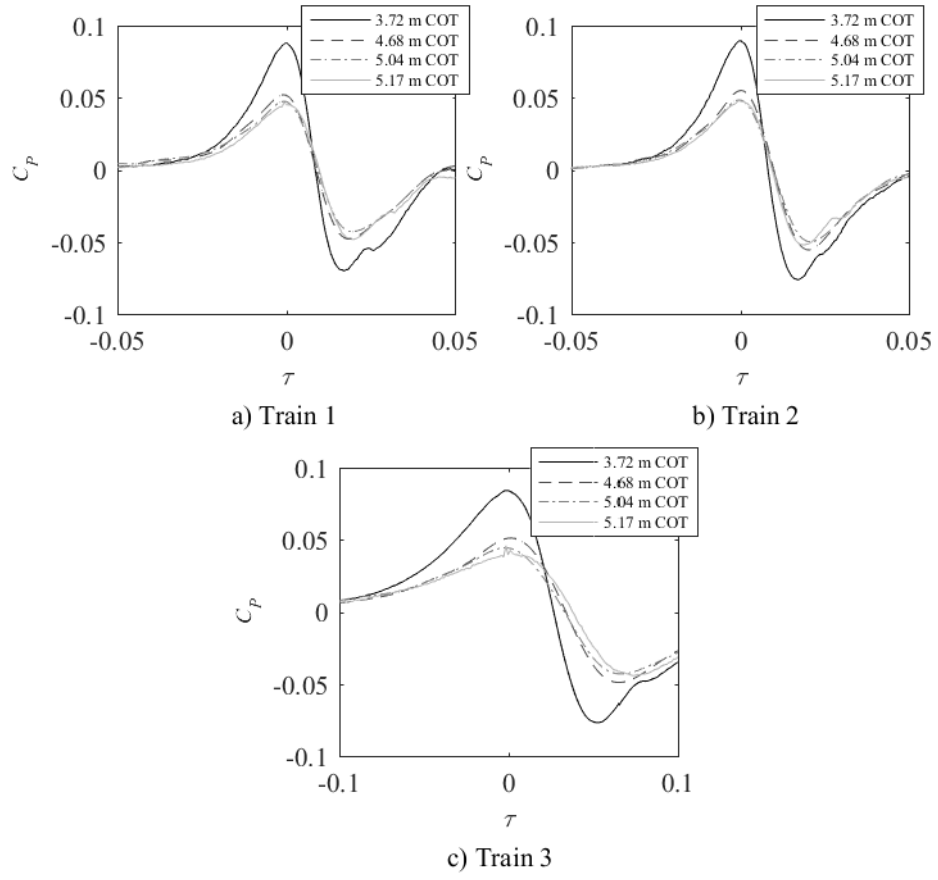 0.1
0.05
0
-0.05
-0.1
C_P
-0.05 0 0.05
τ
3.72 m COT
4.68 m COT
5.04 m COT
5.17 m COT
a) Train 1
0.1
0.05
0
-0.05
-0.1
C_P
-0.05 0 0.05
τ
3.72 m COT
4.68 m COT
5.04 m COT
5.17 m COT
b) Train 2
0.1
0.05
0
-0.05
-0.1
C_P
-0.1 0 0.1
τ
3.72 m COT
4.68 m COT
5.04 m COT
5.17 m COT
c) Train 3